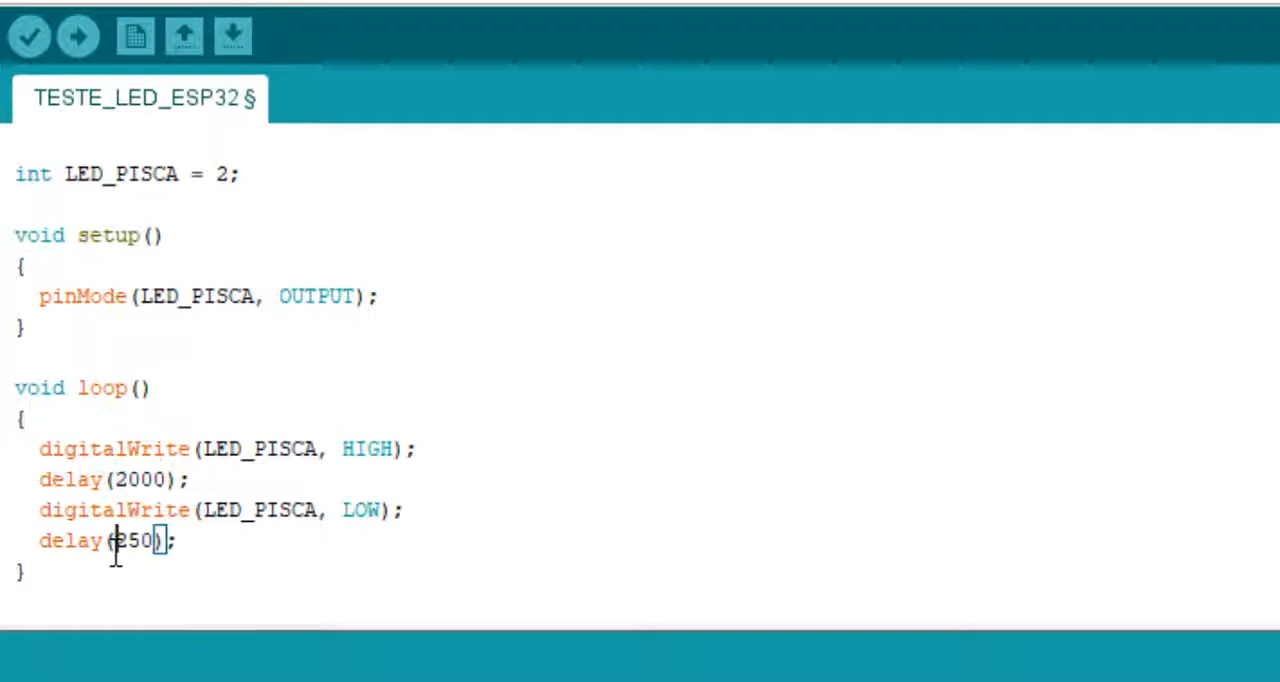 TESTE_LED_ESP32 §
int LED_PISCA = 2;
void setup()
{
pinMode(LED_PISCA, OUTPUT);
}
void loop()
{
digitalWrite(LED_PISCA, HIGH);
delay(2000);
digitalWrite(LED_PISCA, LOW);
delay(250);
}